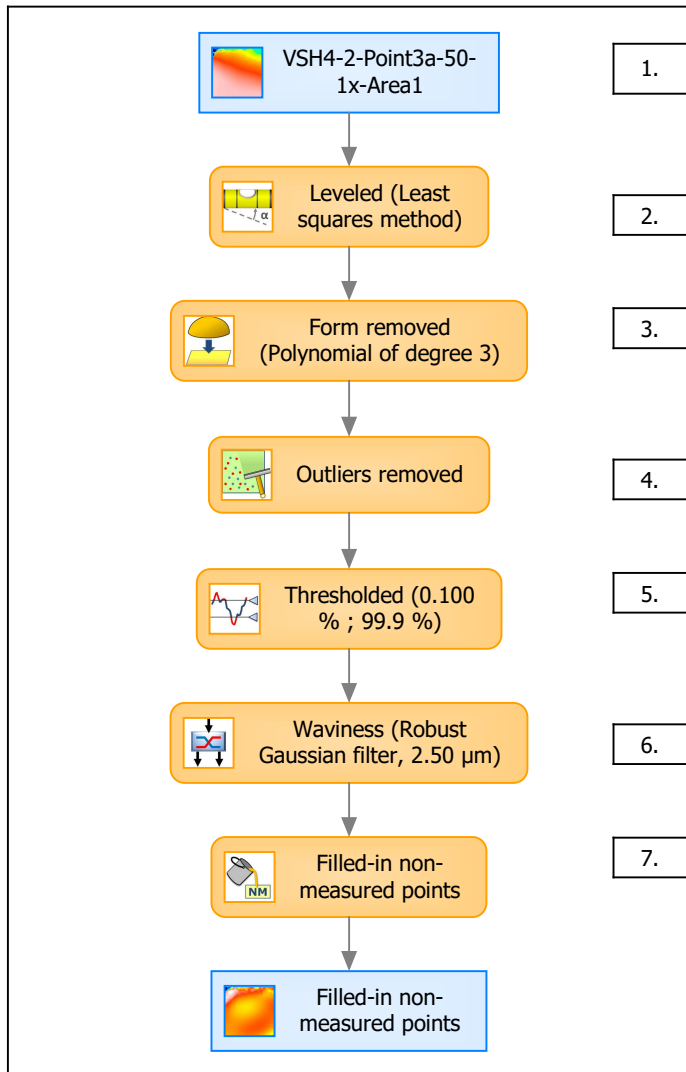 VSH4-2-Point3a-50-
1x-Area1
1.
α
Leveled (Least
squares method)
2.
Form removed
(Polynomial of degree 3)
3.
Outliers removed
4.
Thresholded (0.100
% ; 99.9 %)
5.
Waviness (Robust
Gaussian filter, 2.50 µm)
6.
Filled-in non-
measured points
NM
7.
Filled-in non-
measured points